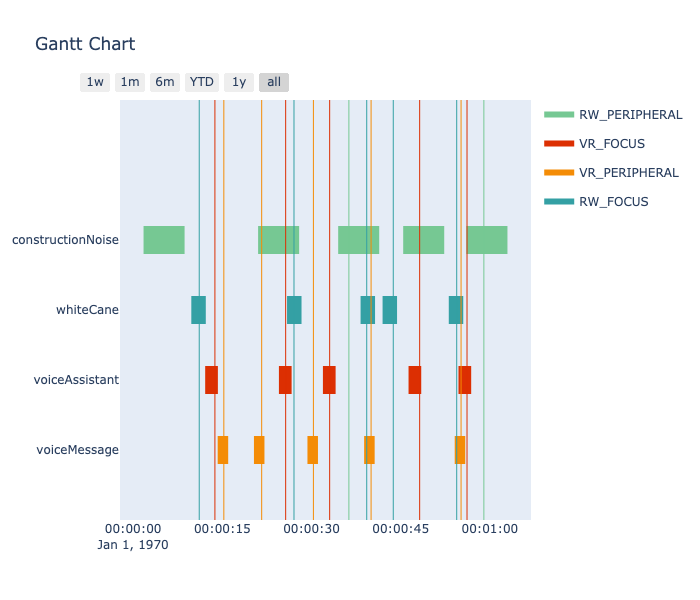 Gantt Chart
1w
1m
6m
YTD
1y
all
RW_PERIPHERAL
VR_FOCUS
VR_PERIPHERAL
RW_FOCUS
constructionNoise
whiteCane
voiceAssistant
voiceMessage
00:00:00
00:00:15
00:00:30
00:00:45
00:01:00
Jan 1, 1970